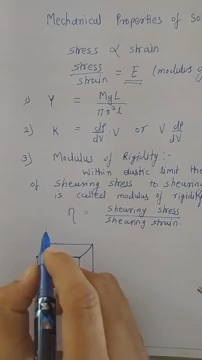 Mechanical Properties of So
stress ∝ strain
stress/strain = E (modulus
1) Y = MgL/πr²l
2) K = dP/dV V or V dP/dV
3) Modulus of Rigidity :-
Within elastic limit the
of shearing stress to shearing
is called modulus of rigidity
η = shearing stress/shearing strain